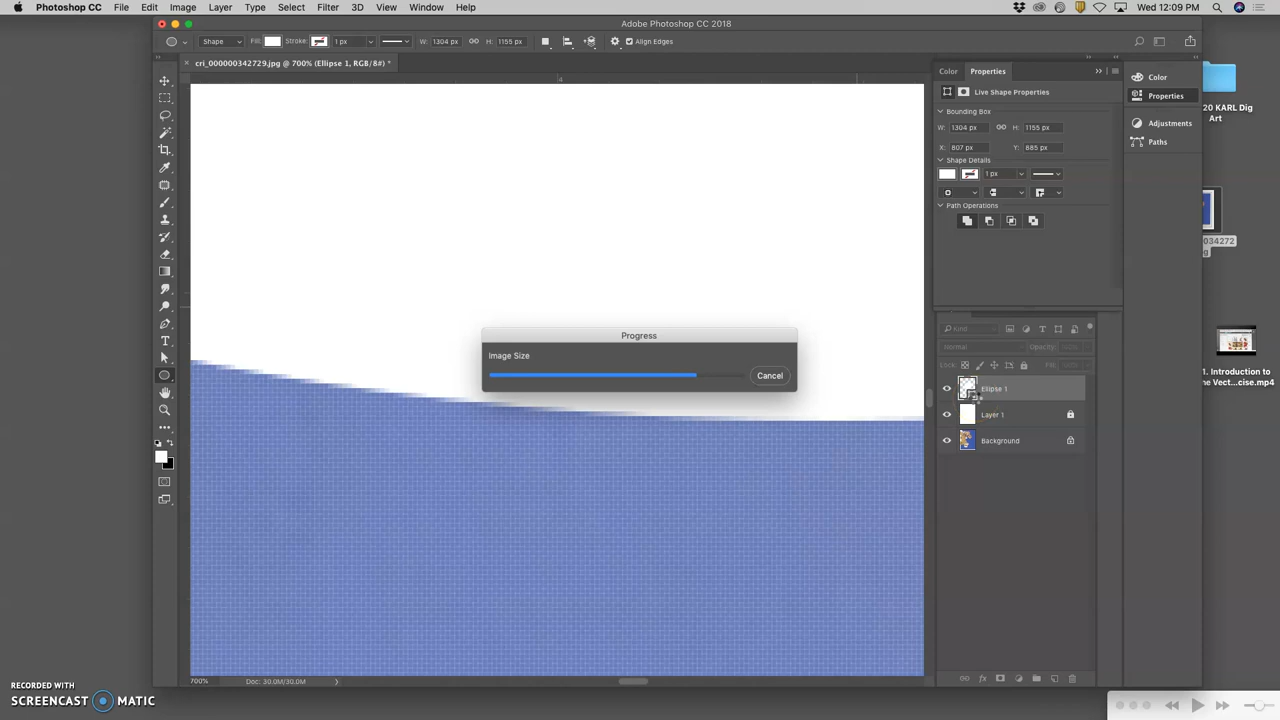 Photoshop CC File Edit Image Layer Type Select Filter 3D View Window Help Wed 12:09 PM
Adobe Photoshop CC 2018
Shape Fill: Stroke: 1 px W: 1304 px H: 1155 px Align Edges
cri_000000342729.jpg @ 700% (Ellipse 1, RGB/8#) *
4
Color Properties
Live Shape Properties
Bounding Box
W: 1304 px H: 1155 px
X: 807 px Y: 885 px
Shape Details
1 px
Path Operations
Color
Properties
Adjustments
Paths
20 KARL Dig
Art
034272
g
1. Introduction to
the Vect...cise.mp4
Progress
Image Size
Cancel
Kind
Normal Opacity: 100%
Lock: Fill:
Ellipse 1
Layer 1
Background
700% Doc: 30.0M/30.0M
RECORDED WITH
SCREENCAST MATIC